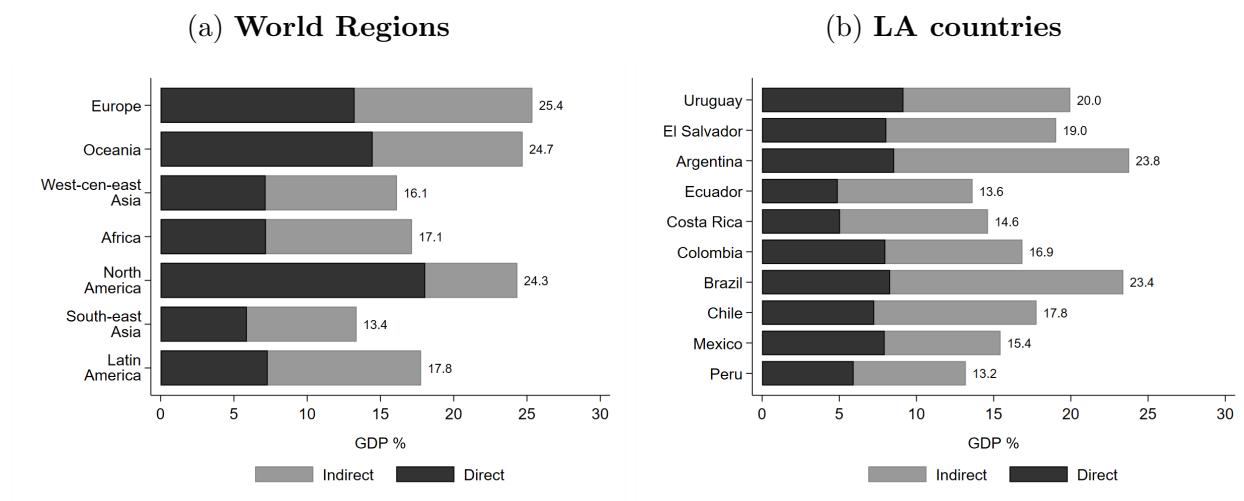 (a) World Regions
Europe
25.4
Oceania
24.7
West-cen-east
Asia
16.1
Africa
17.1
North
America
24.3
South-east
Asia
13.4
Latin
America
17.8
0 5 10 15 20 25 30
GDP %
Indirect Direct
(b) LA countries
Uruguay
20.0
El Salvador
19.0
Argentina
23.8
Ecuador
13.6
Costa Rica
14.6
Colombia
16.9
Brazil
23.4
Chile
17.8
Mexico
15.4
Peru
13.2
0 5 10 15 20 25 30
GDP %
Indirect Direct